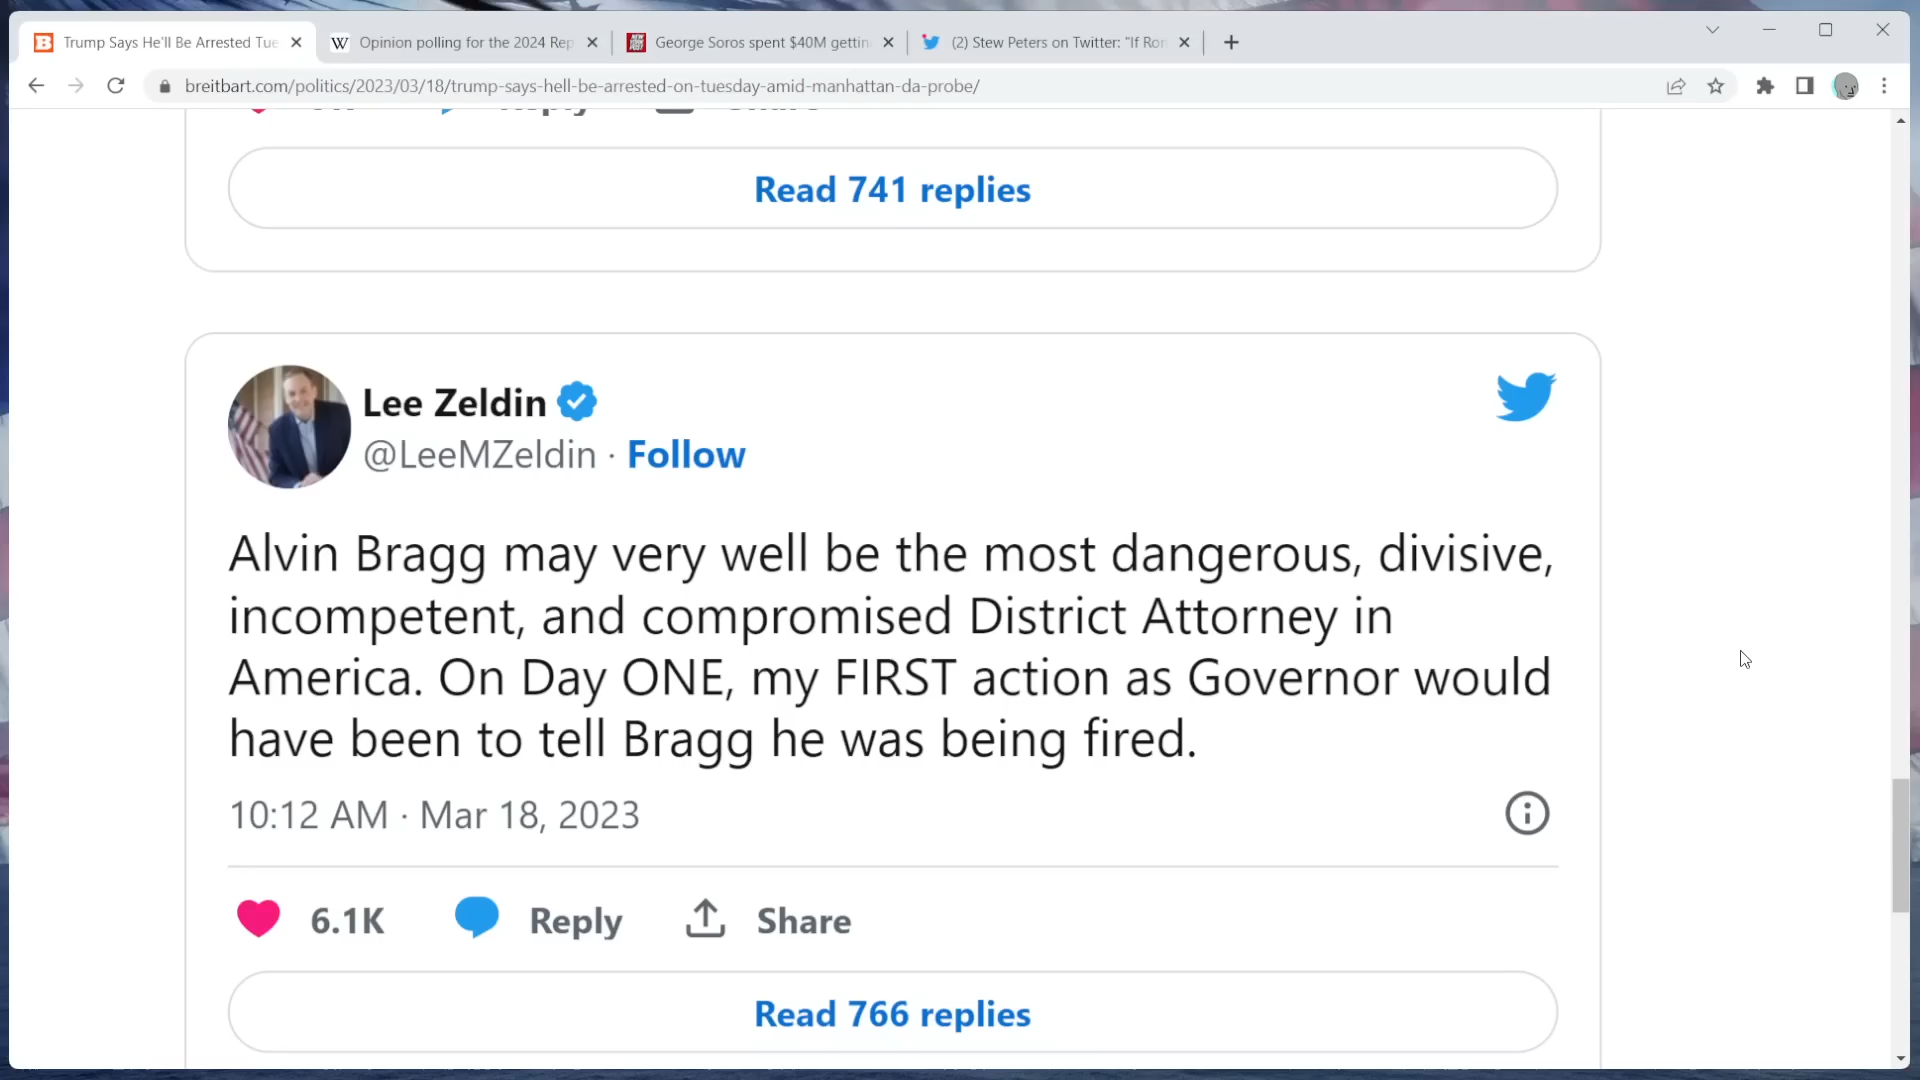 Trump Says He'll Be Arrested Tue
Opinion polling for the 2024 Rep
George Soros spent $40M gettin
(2) Stew Peters on Twitter: "If Ron
breitbart.com/politics/2023/03/18/trump-says-hell-be-arrested-on-tuesday-amid-manhattan-da-probe/
Read 741 replies
Lee Zeldin
@LeeMZeldin · Follow
Alvin Bragg may very well be the most dangerous, divisive,
incompetent, and compromised District Attorney in
America. On Day ONE, my FIRST action as Governor would
have been to tell Bragg he was being fired.
10:12 AM · Mar 18, 2023
6.1K Reply Share
Read 766 replies